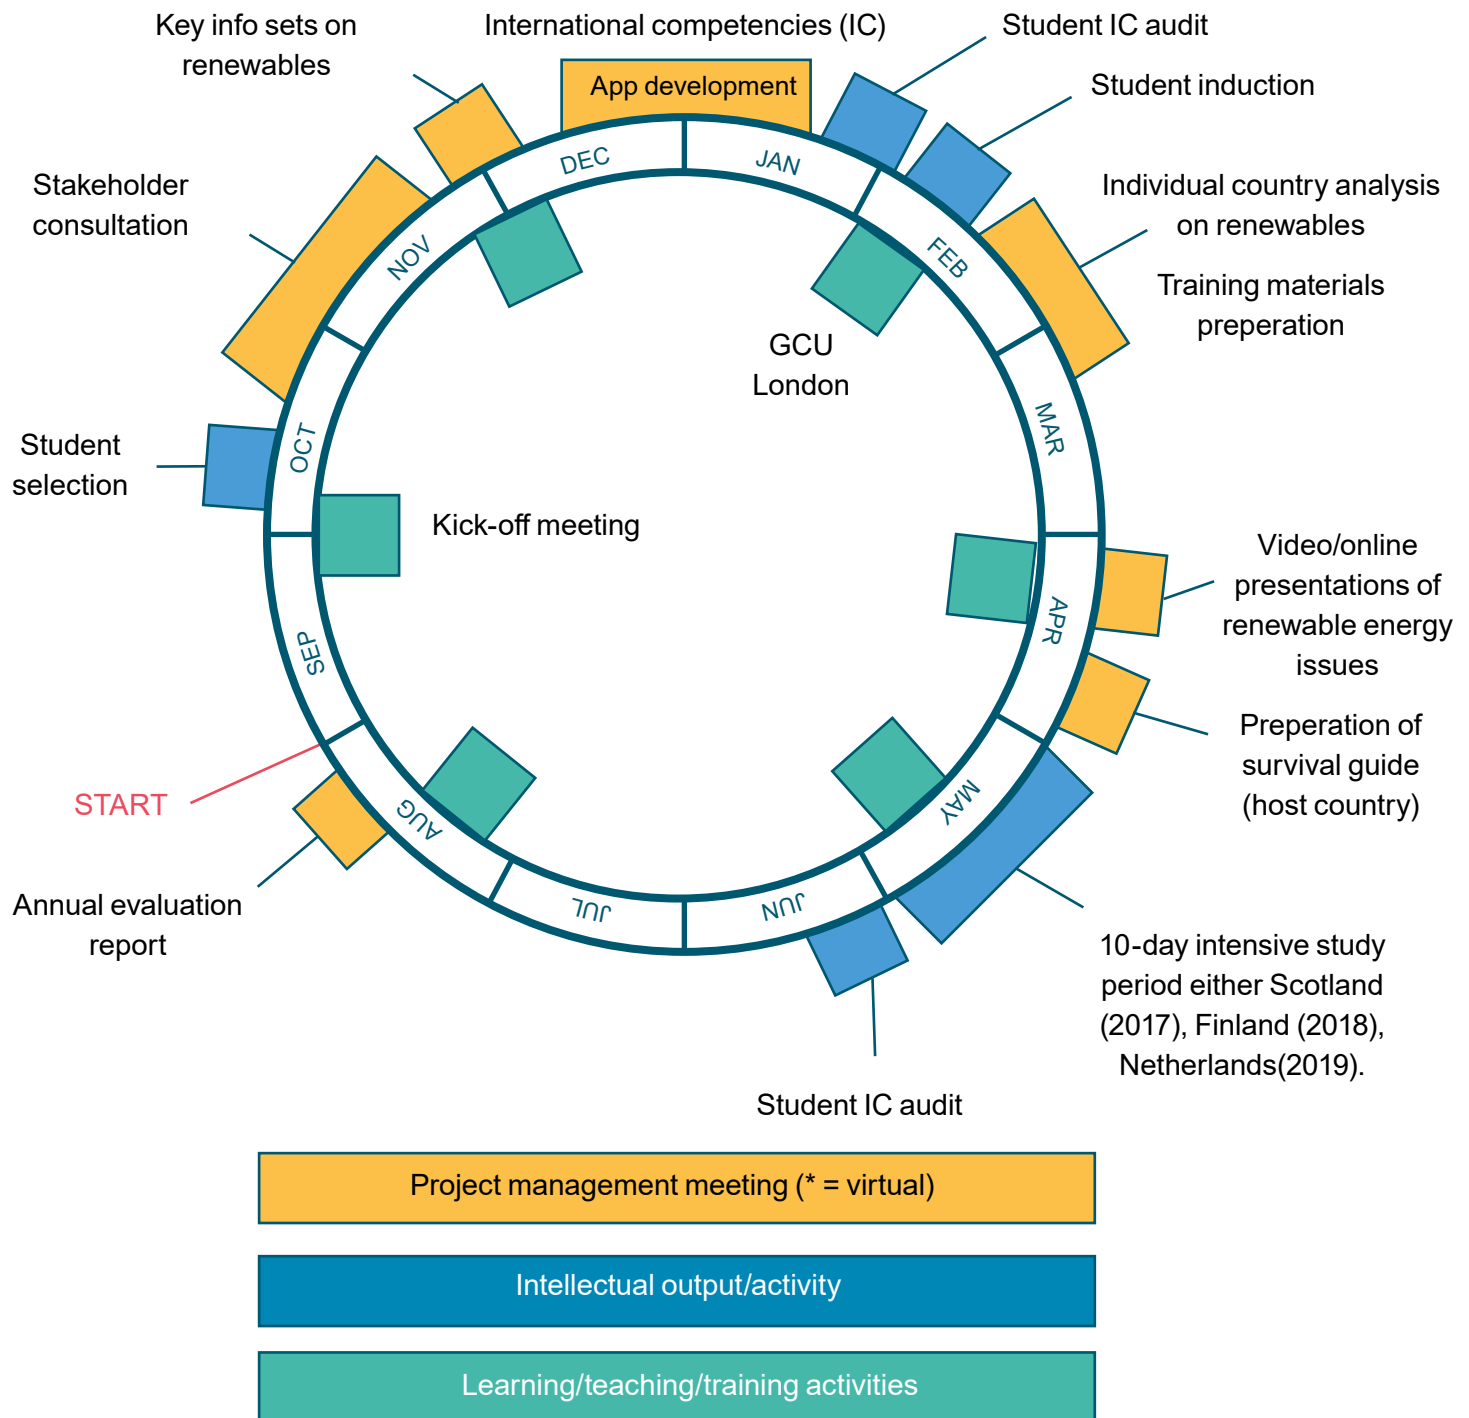 Key info sets on
renewables
International competencies (IC)
App development
Student IC audit
Student induction
Individual country analysis
on renewables
Training materials
preperation
Stakeholder
consultation
Student
selection
DEC
JAN
NOV
FEB
OCT
MAR
SEP
APR
AUG
MAY
JUL
JUN
GCU
London
Kick-off meeting
Video/online
presentations of
renewable energy
issues
Preperation of
survival guide
(host country)
START
Annual evaluation
report
10-day intensive study
period either Scotland
(2017), Finland (2018),
Netherlands(2019).
Student IC audit
Project management meeting (* = virtual)
Intellectual output/activity
Learning/teaching/training activities